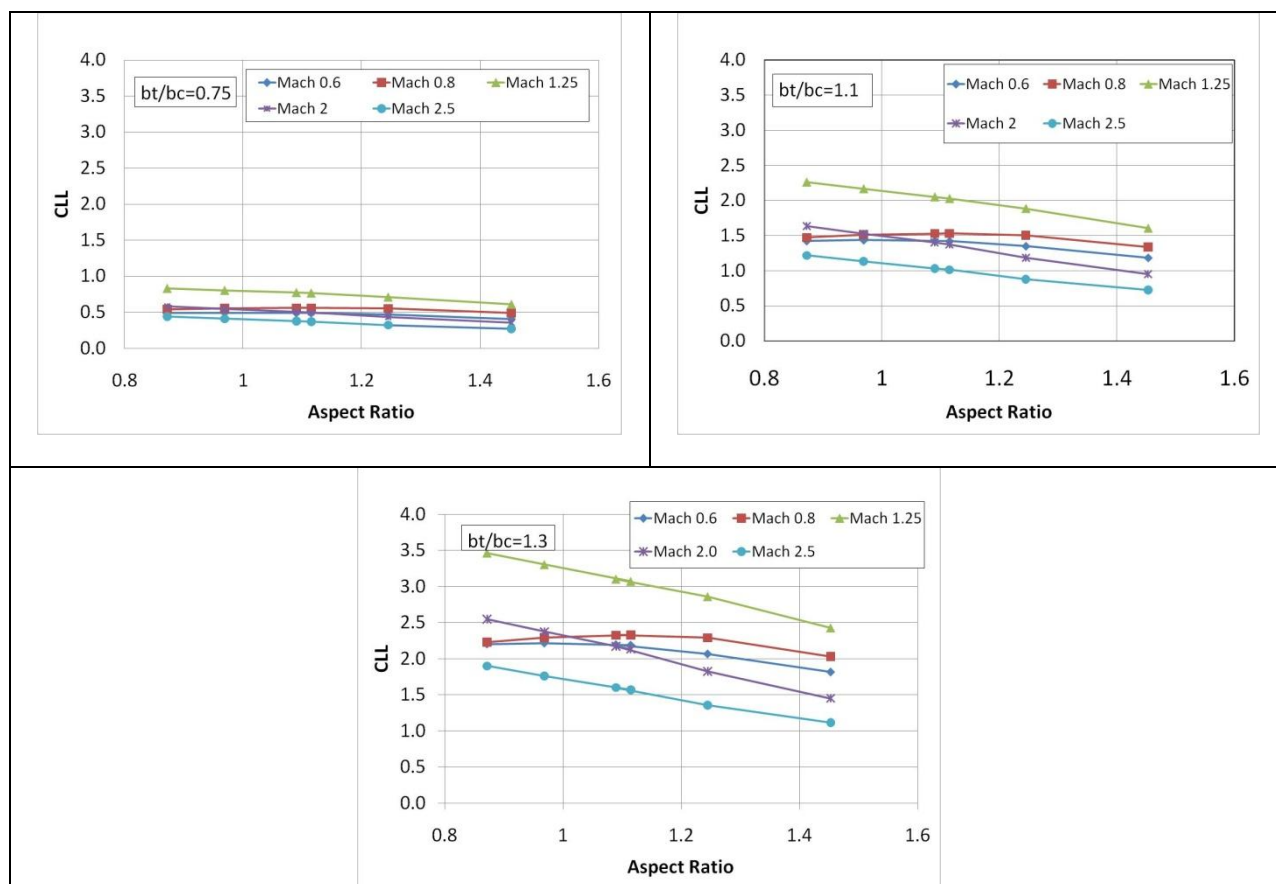 bt/bc=0.75
Mach 0.6 Mach 0.8 Mach 1.25
Mach 2 Mach 2.5
CLL
4.0
3.5
3.0
2.5
2.0
1.5
1.0
0.5
0.0
0.8 1 1.2 1.4 1.6
Aspect Ratio
bt/bc=1.1
Mach 0.6 Mach 0.8 Mach 1.25
Mach 2 Mach 2.5
CLL
4.0
3.5
3.0
2.5
2.0
1.5
1.0
0.5
0.0
0.8 1 1.2 1.4 1.6
Aspect Ratio
bt/bc=1.3
Mach 0.6 Mach 0.8 Mach 1.25
Mach 2.0 Mach 2.5
CLL
4.0
3.5
3.0
2.5
2.0
1.5
1.0
0.5
0.0
0.8 1 1.2 1.4 1.6
Aspect Ratio